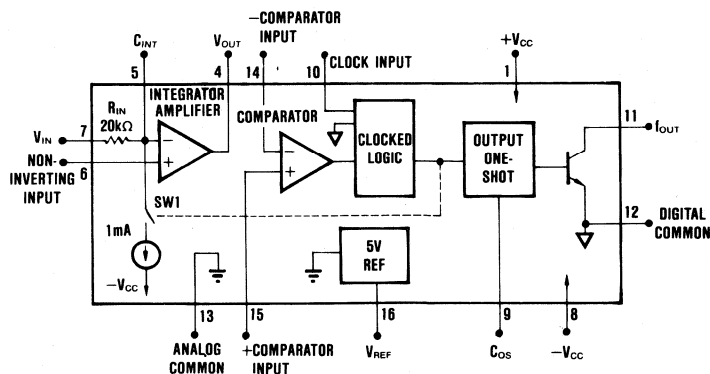 −COMPARATOR
INPUT
C_INT
V_OUT
CLOCK INPUT
+V_CC
5
4
14
10
1
INTEGRATOR
AMPLIFIER
R_IN
20kΩ
COMPARATOR
CLOCKED
LOGIC
OUTPUT
ONE-
SHOT
11
f_OUT
V_IN
7
−
+
−
+
NON-
INVERTING
INPUT
6
SW1
12
DIGITAL
COMMON
1mA
5V
REF
−V_CC
13
15
16
9
8
ANALOG
COMMON
+COMPARATOR
INPUT
V_REF
C_OS
−V_CC